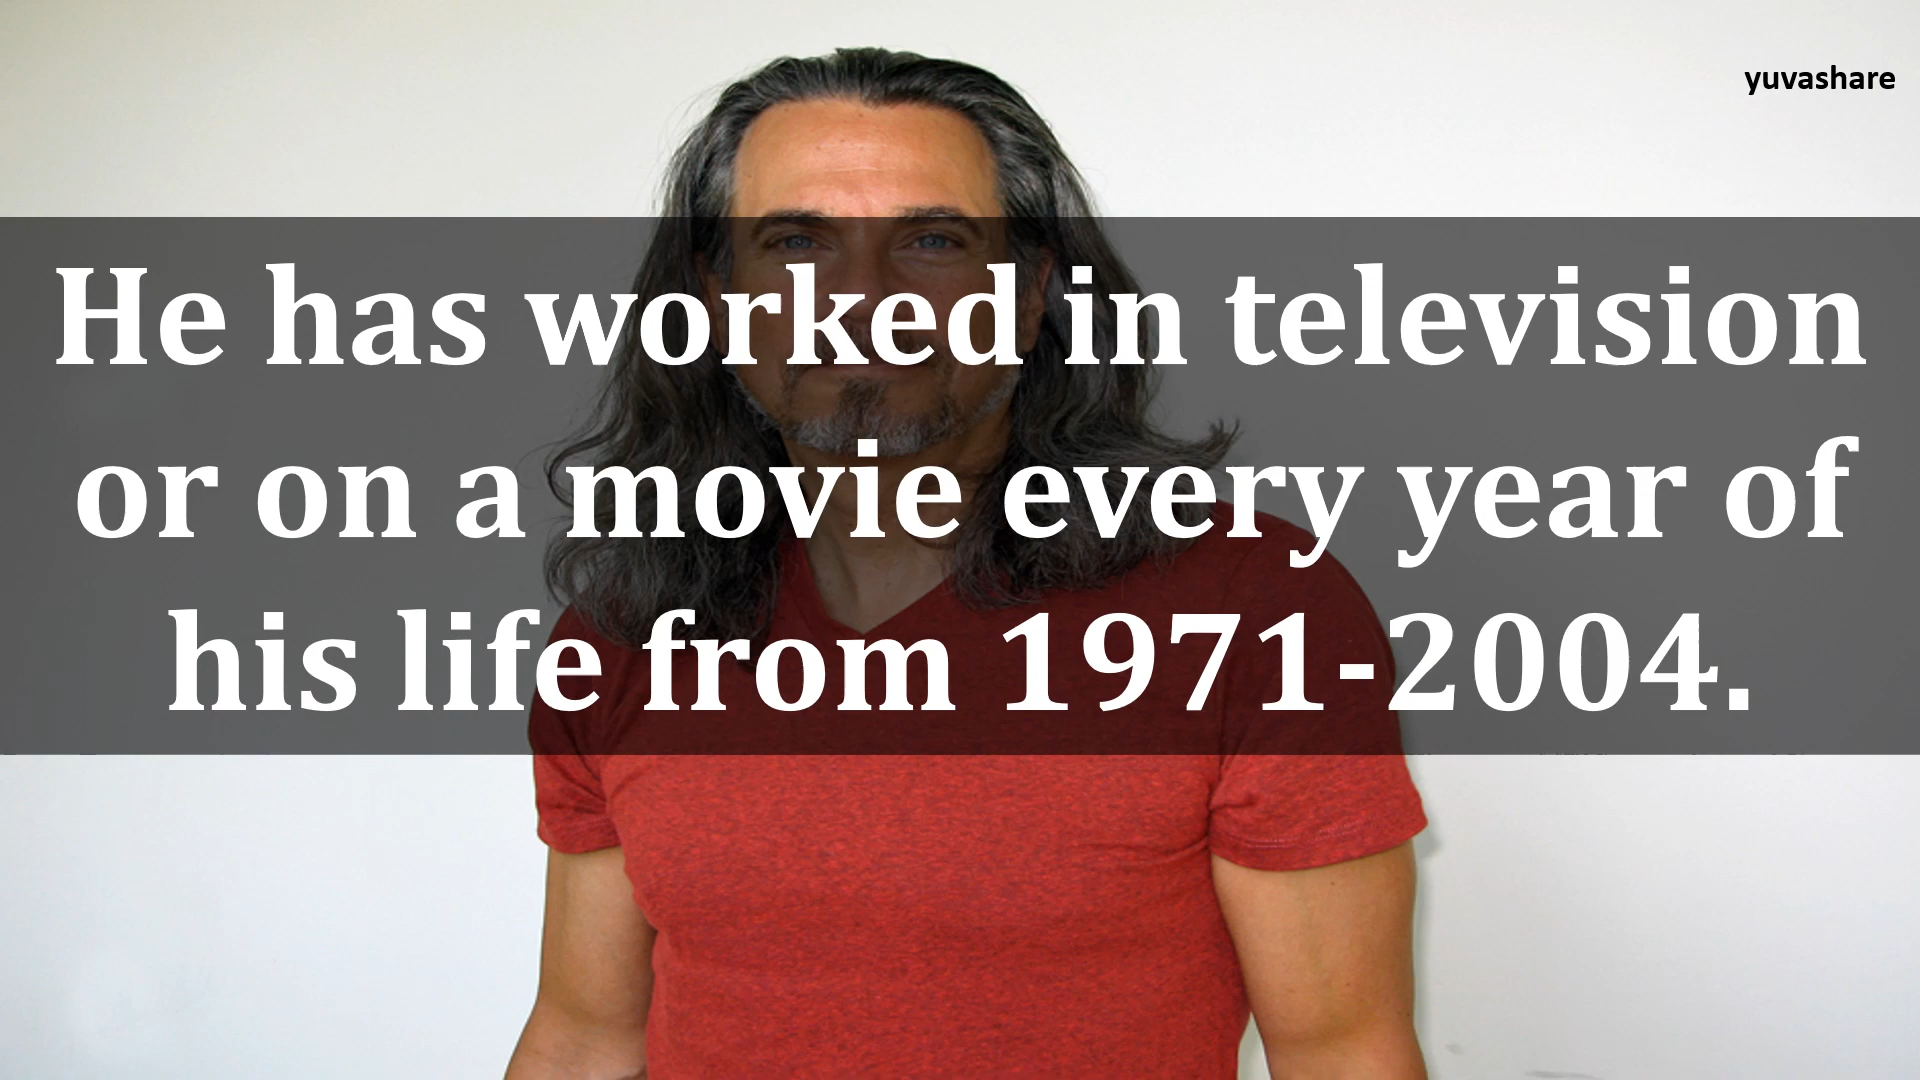 yuvashare
He has worked in television
or on a movie every year of
his life from 1971-2004.